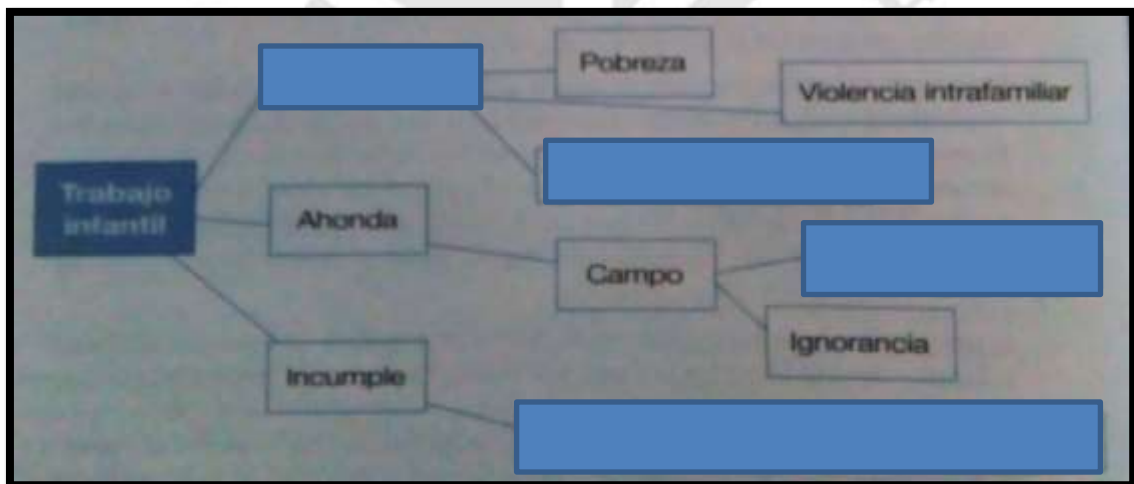 Pobreza
Violencia intrafamiliar
Trabajo
infantil
Ahonda
Campo
Ignorancia
Incumple